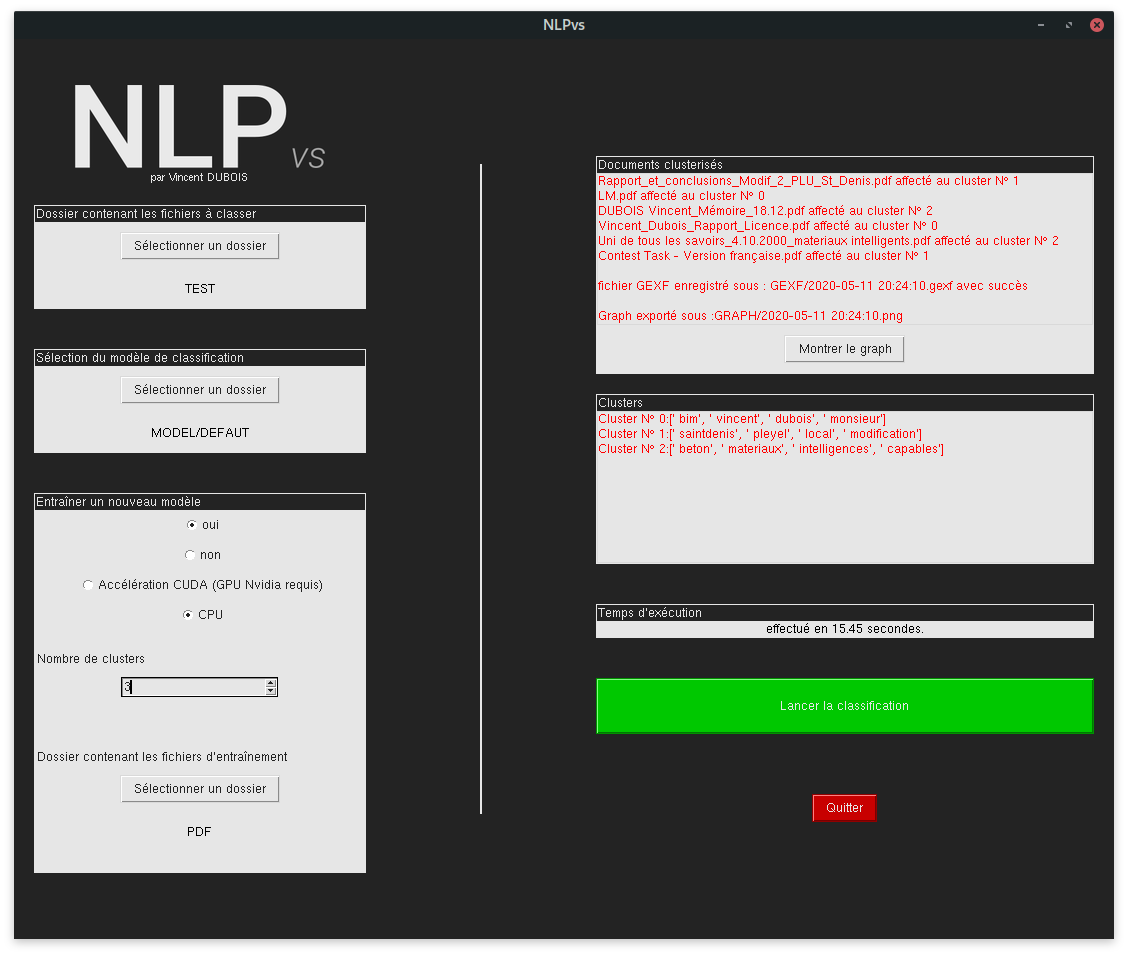 NLPvs
NLP vs
par Vincent DUBOIS
Dossier contenant les fichiers à classer
Sélectionner un dossier
TEST
Sélection du modèle de classification
Sélectionner un dossier
MODEL/DEFAUT
Entraîner un nouveau modèle
oui
non
Accélération CUDA (GPU Nvidia requis)
CPU
Nombre de clusters
3
Dossier contenant les fichiers d'entraînement
Sélectionner un dossier
PDF
Documents clusterisés
Rapport_et_conclusions_Modif_2_PLU_St_Denis.pdf affecté au cluster N° 1
LM.pdf affecté au cluster N° 0
DUBOIS Vincent_Mémoire_18.12.pdf affecté au cluster N° 2
Vincent_Dubois_Rapport_Licence.pdf affecté au cluster N° 0
Uni de tous les savoirs_4.10.2000_materiaux intelligents.pdf affecté au cluster N° 2
Contest Task - Version française.pdf affecté au cluster N° 1
fichier GEXF enregistré sous : GEXF/2020-05-11 20:24:10.gexf avec succès
Graph exporté sous :GRAPH/2020-05-11 20:24:10.png
Montrer le graph
Clusters
Cluster N° 0:[' bim', ' vincent', ' dubois', ' monsieur']
Cluster N° 1:[' saintdenis', ' pleyel', ' local', ' modification']
Cluster N° 2:[' beton', ' materiaux', ' intelligences', ' capables']
Temps d'exécution
effectué en 15.45 secondes.
Lancer la classification
Quitter